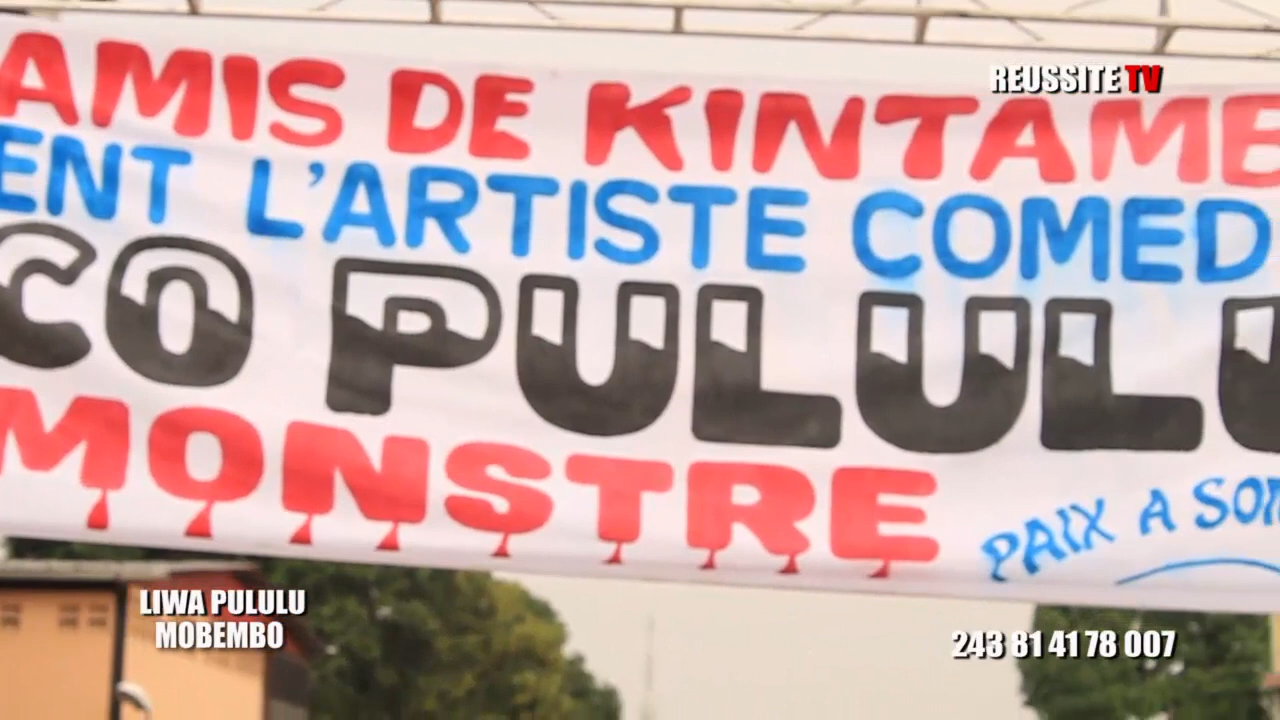 REUSSITE TV
AMIS DE KINTAMB
ENT L'ARTISTE COMED
CO PULULU
MONSTRE
PAIX A SON
LIWA PULULU
MOBEMBO
243 81 41 78 007